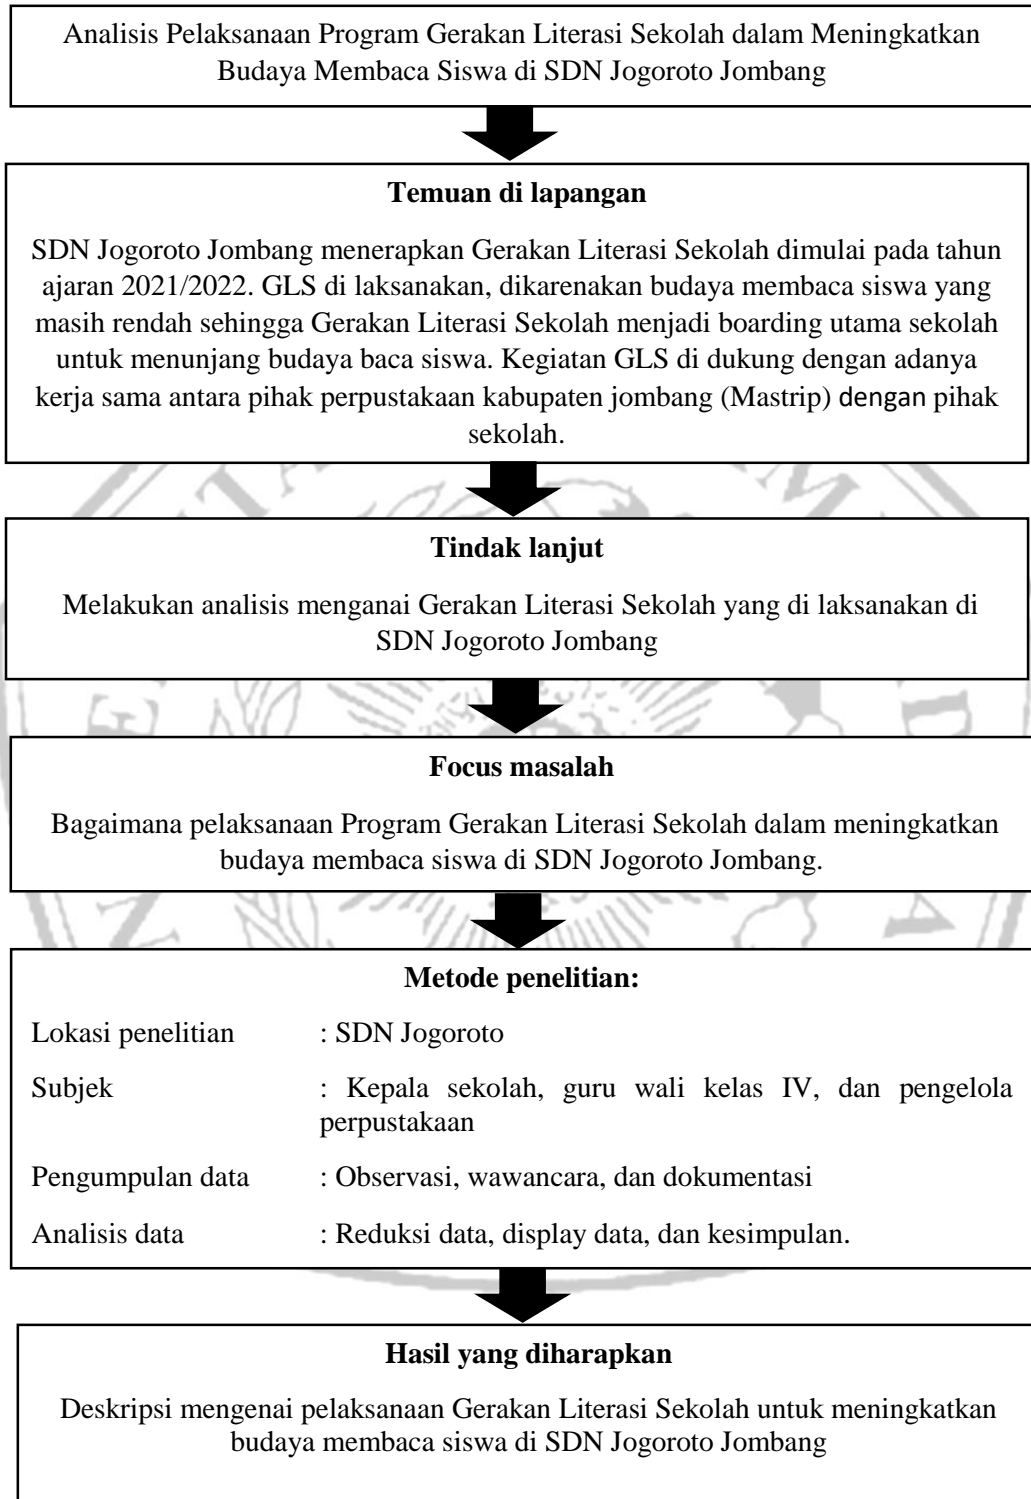 Analisis Pelaksanaan Program Gerakan Literasi Sekolah dalam Meningkatkan
Budaya Membaca Siswa di SDN Jogoroto Jombang
Temuan di lapangan
SDN Jogoroto Jombang menerapkan Gerakan Literasi Sekolah dimulai pada tahun
ajaran 2021/2022. GLS di laksanakan, dikarenakan budaya membaca siswa yang
masih rendah sehingga Gerakan Literasi Sekolah menjadi boarding utama sekolah
untuk menunjang budaya baca siswa. Kegiatan GLS di dukung dengan adanya
kerja sama antara pihak perpustakaan kabupaten jombang (Mastrip) dengan pihak
sekolah.
Tindak lanjut
Melakukan analisis menganai Gerakan Literasi Sekolah yang di laksanakan di
SDN Jogoroto Jombang
Focus masalah
Bagaimana pelaksanaan Program Gerakan Literasi Sekolah dalam meningkatkan
budaya membaca siswa di SDN Jogoroto Jombang.
Metode penelitian:
Lokasi penelitian : SDN Jogoroto
Subjek : Kepala sekolah, guru wali kelas IV, dan pengelola
perpustakaan
Pengumpulan data : Observasi, wawancara, dan dokumentasi
Analisis data : Reduksi data, display data, dan kesimpulan.
Hasil yang diharapkan
Deskripsi mengenai pelaksanaan Gerakan Literasi Sekolah untuk meningkatkan
budaya membaca siswa di SDN Jogoroto Jombang